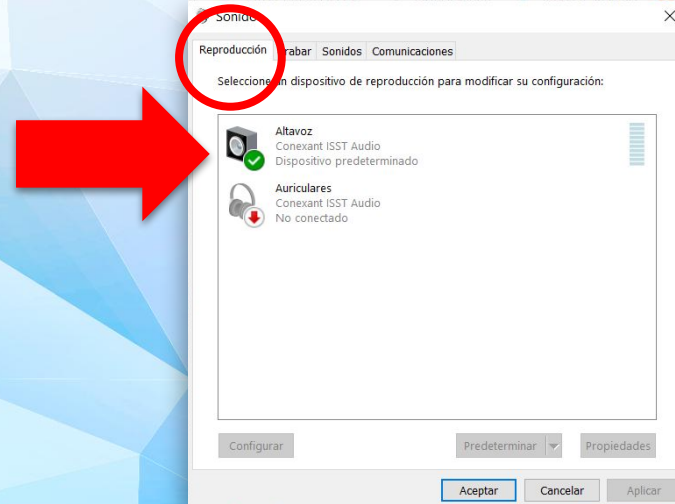 Sonido
Reproducción Grabar Sonidos Comunicaciones
Seleccione un dispositivo de reproducción para modificar su configuración:
Altavoz
Conexant ISST Audio
Dispositivo predeterminado
Auriculares
Conexant ISST Audio
No conectado
Configurar Predeterminar Propiedades
Aceptar Cancelar Aplicar